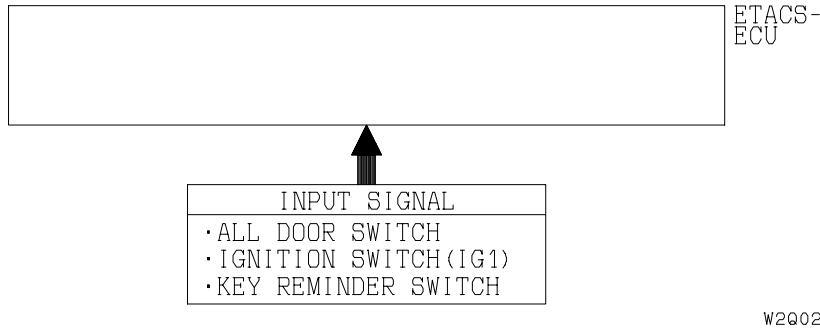 ETACS-
ECU
INPUT SIGNAL
·ALL DOOR SWITCH
·IGNITION SWITCH(IG1)
·KEY REMINDER SWITCH
W2Q02